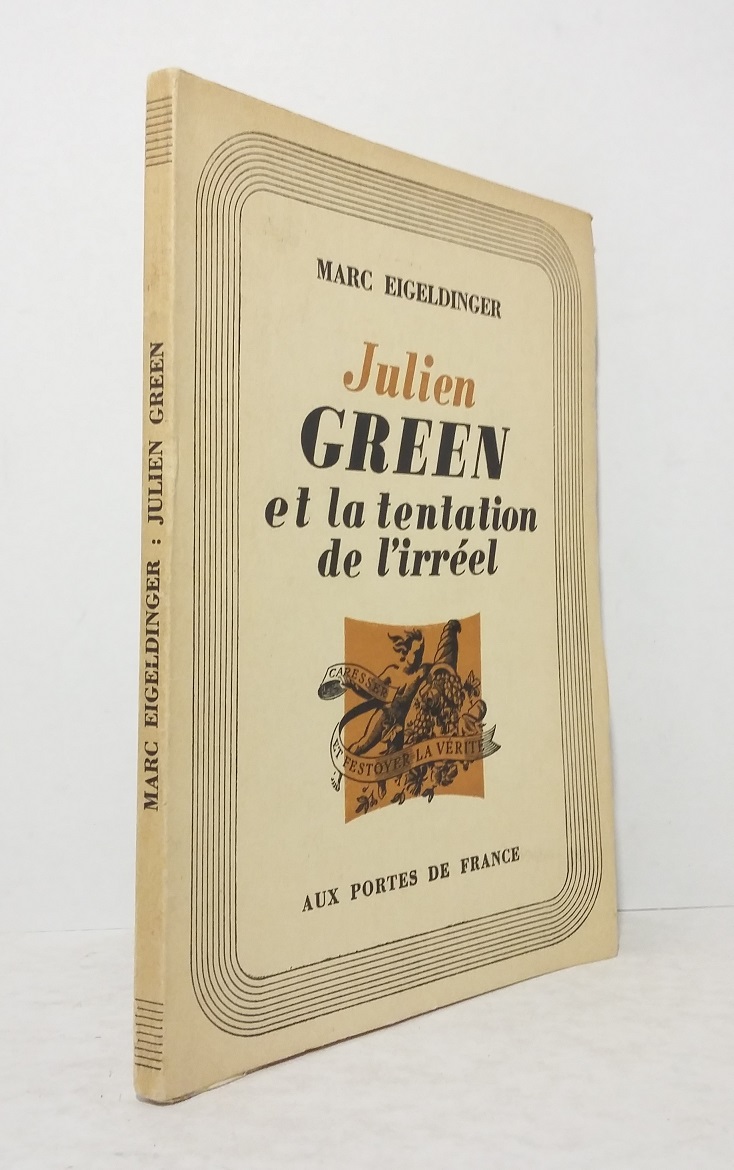 MARC EIGELDINGER : JULIEN GREEN
MARC EIGELDINGER
Julien
GREEN
et la tentation
de l'irréel
CARESSER
ET FESTOYER LA VÉRITÉ
AUX PORTES DE FRANCE